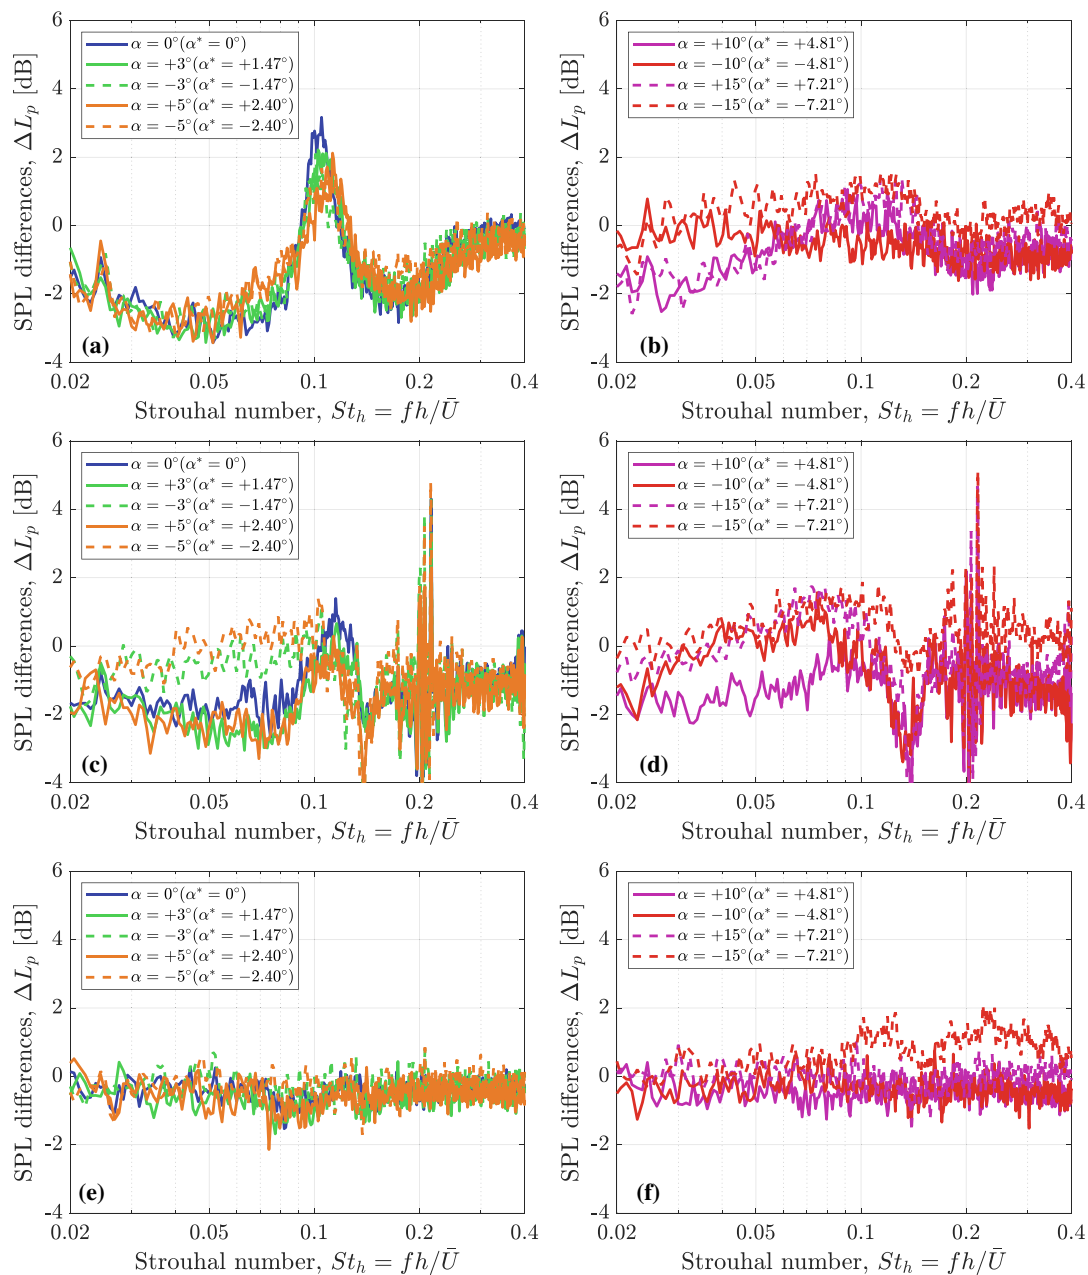 SPL differences, ΔL_p [dB]
6
4
2
0
-2
-4
α = 0°(α* = 0°)
α = +3°(α* = +1.47°)
α = −3°(α* = −1.47°)
α = +5°(α* = +2.40°)
α = −5°(α* = −2.40°)
(a)
0.02 0.05 0.1 0.2 0.4
Strouhal number, St_h = fh/Ū
SPL differences, ΔL_p [dB]
6
4
2
0
-2
-4
α = +10°(α* = +4.81°)
α = −10°(α* = −4.81°)
α = +15°(α* = +7.21°)
α = −15°(α* = −7.21°)
(b)
0.02 0.05 0.1 0.2 0.4
Strouhal number, St_h = fh/Ū
SPL differences, ΔL_p [dB]
6
4
2
0
-2
-4
α = 0°(α* = 0°)
α = +3°(α* = +1.47°)
α = −3°(α* = −1.47°)
α = +5°(α* = +2.40°)
α = −5°(α* = −2.40°)
(c)
0.02 0.05 0.1 0.2 0.4
Strouhal number, St_h = fh/Ū
SPL differences, ΔL_p [dB]
6
4
2
0
-2
-4
α = +10°(α* = +4.81°)
α = −10°(α* = −4.81°)
α = +15°(α* = +7.21°)
α = −15°(α* = −7.21°)
(d)
0.02 0.05 0.1 0.2 0.4
Strouhal number, St_h = fh/Ū
SPL differences, ΔL_p [dB]
6
4
2
0
-2
-4
α = 0°(α* = 0°)
α = +3°(α* = +1.47°)
α = −3°(α* = −1.47°)
α = +5°(α* = +2.40°)
α = −5°(α* = −2.40°)
(e)
0.02 0.05 0.1 0.2 0.4
Strouhal number, St_h = fh/Ū
SPL differences, ΔL_p [dB]
6
4
2
0
-2
-4
α = +10°(α* = +4.81°)
α = −10°(α* = −4.81°)
α = +15°(α* = +7.21°)
α = −15°(α* = −7.21°)
(f)
0.02 0.05 0.1 0.2 0.4
Strouhal number, St_h = fh/Ū